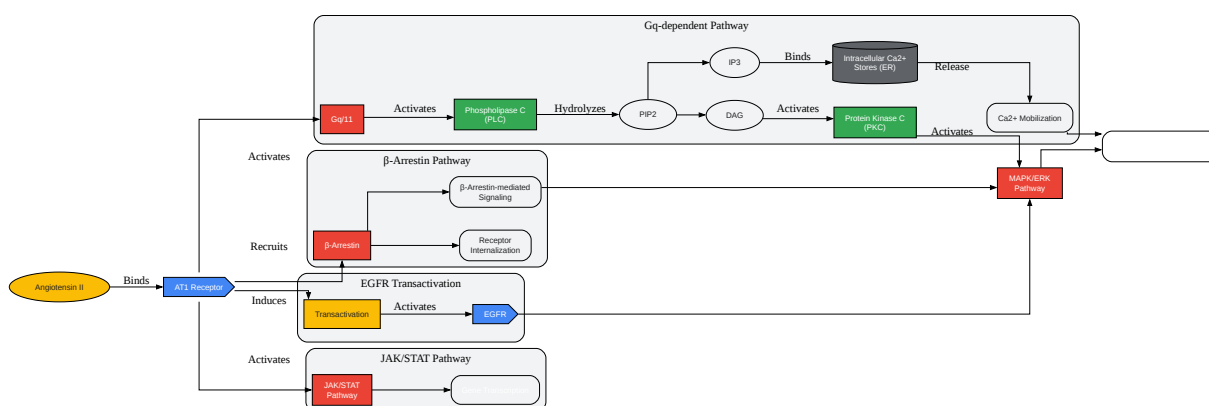 Gq-dependent Pathway
IP3
Binds
Intracellular Ca2+
Stores (ER)
Release
Gq/11
Activates
Phospholipase C
(PLC)
Hydrolyzes
PIP2
DAG
Activates
Protein Kinase C
(PKC)
Activates
Ca2+ Mobilization
Activates
β-Arrestin Pathway
β-Arrestin-mediated
Signaling
MAPK/ERK
Pathway
Recruits
β-Arrestin
Receptor
Internalization
Angiotensin II
Binds
AT1 Receptor
EGFR Transactivation
Induces
Transactivation
Activates
EGFR
Activates
JAK/STAT Pathway
JAK/STAT
Pathway